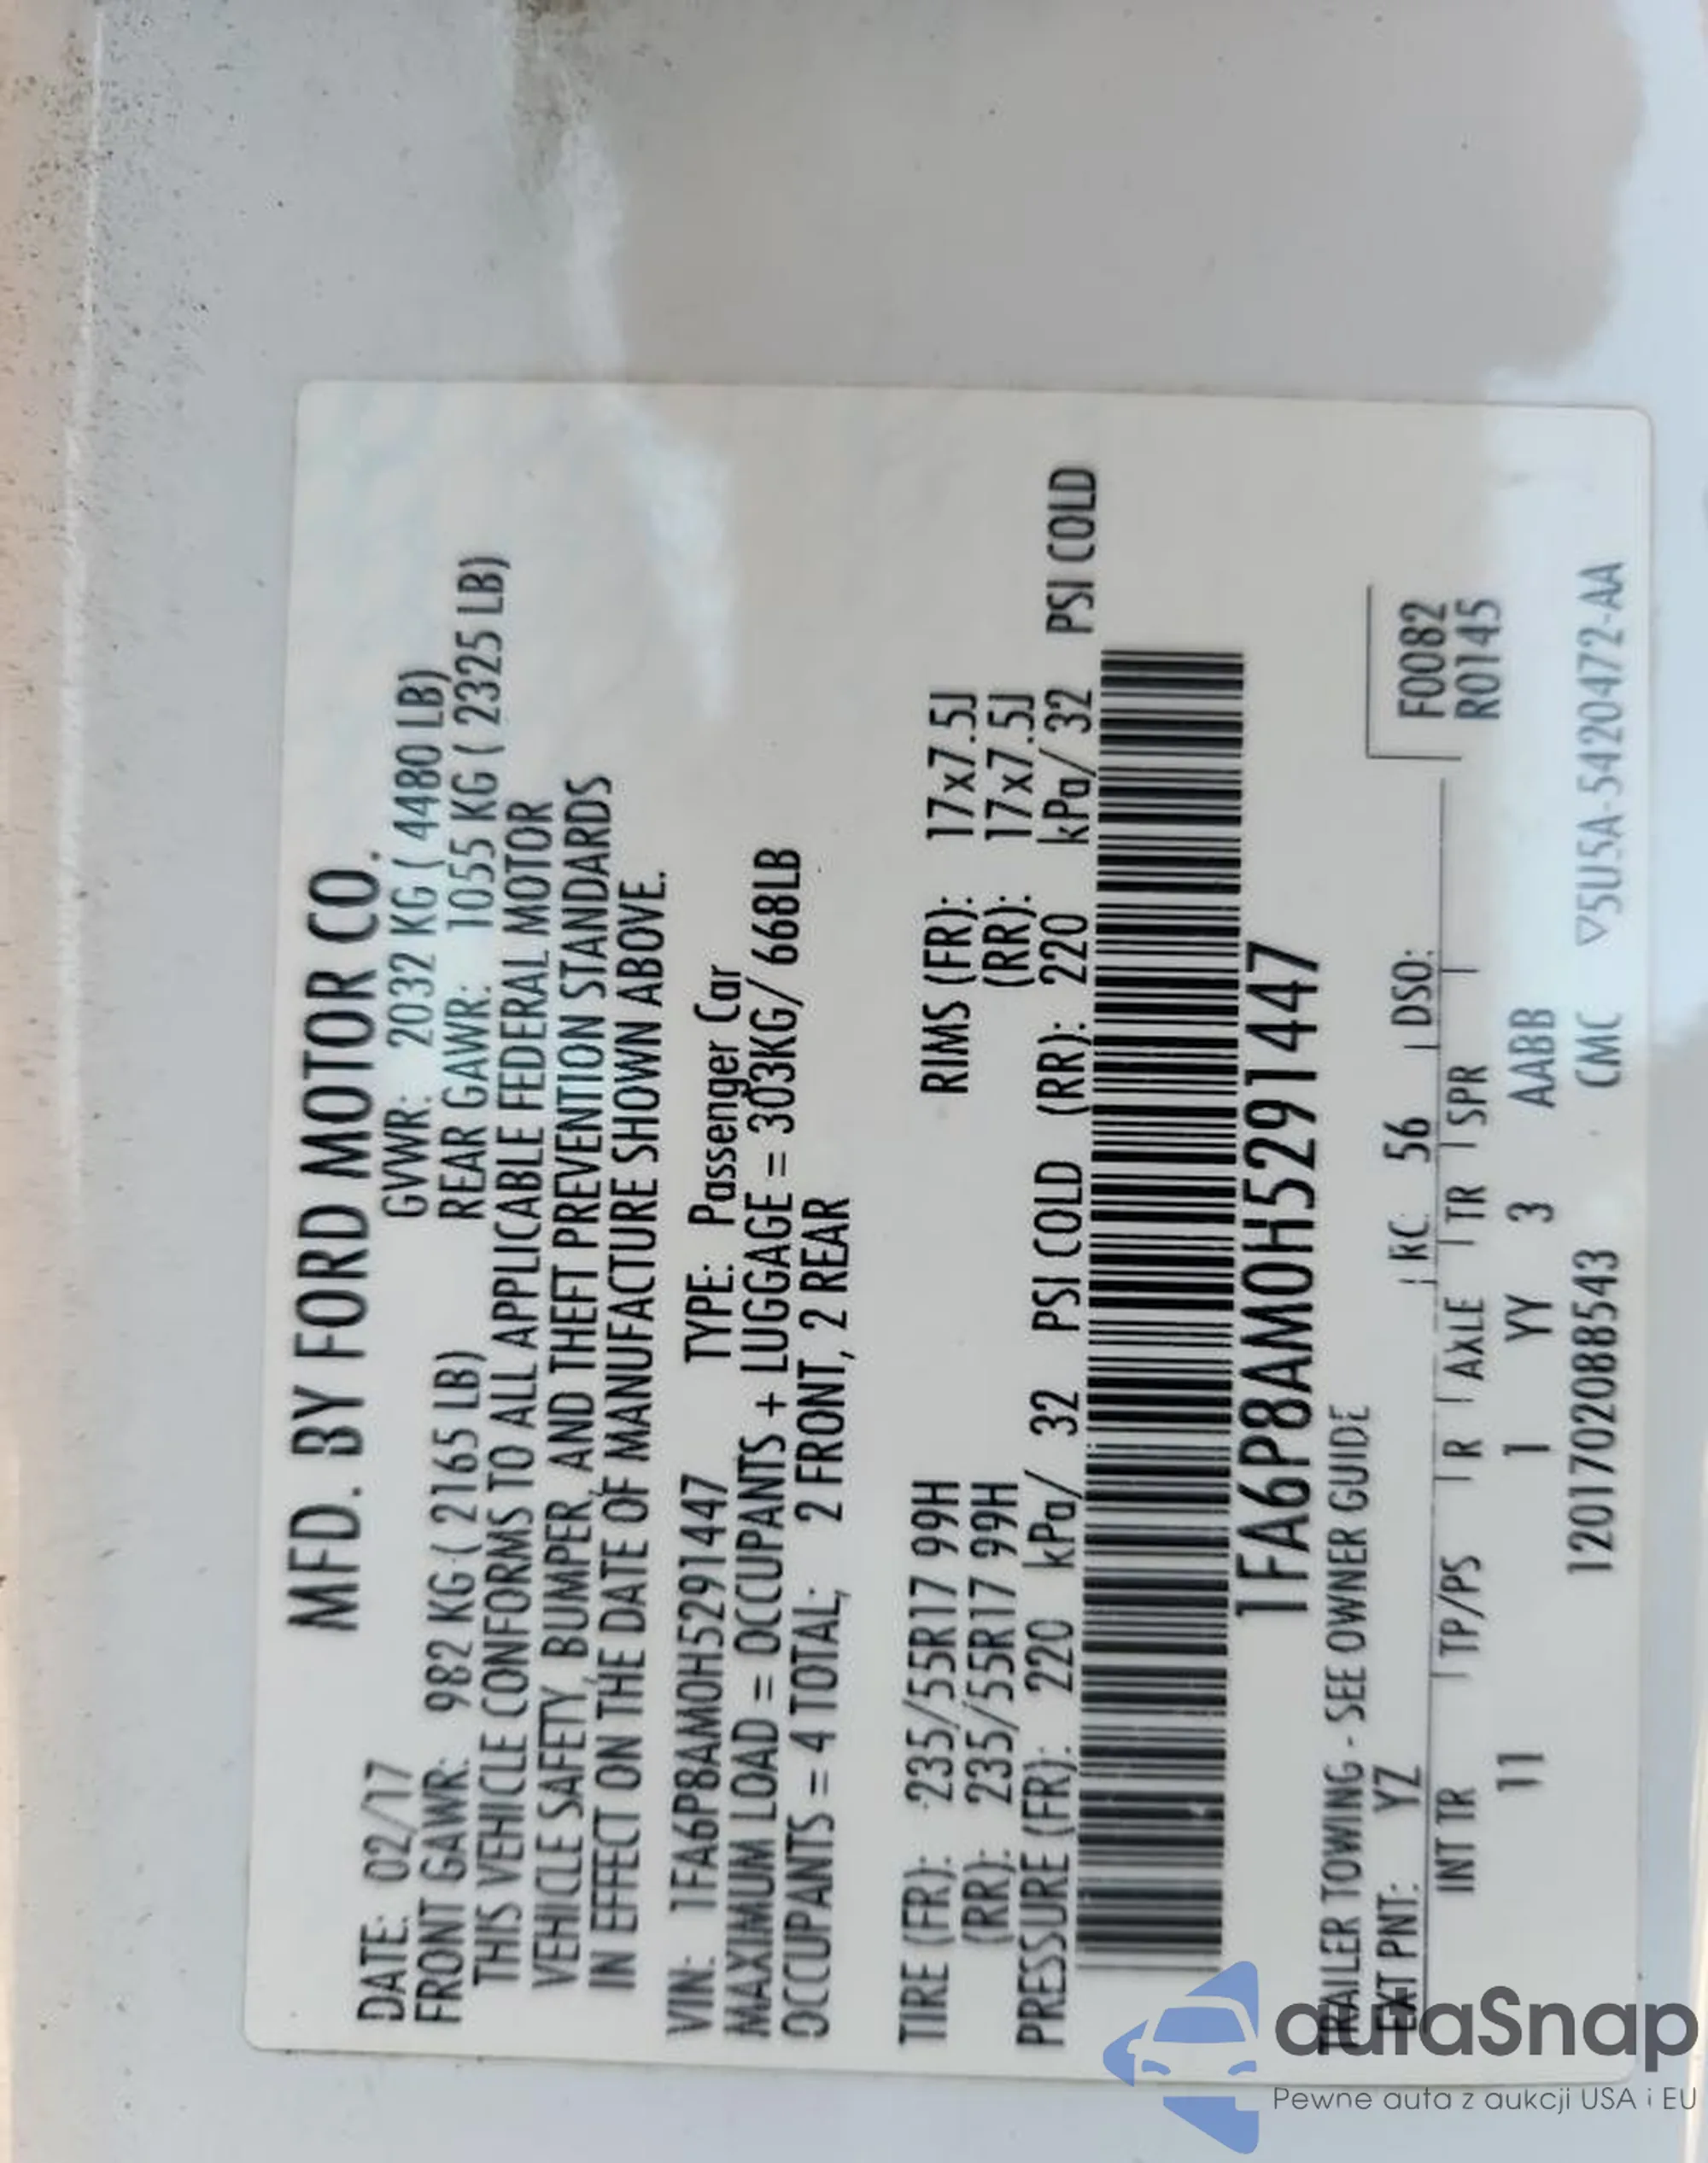 MFD. BY FORD MOTOR CO.
DATE: 02/17 GVWR: 2032 KG ( 4480 LB)
FRONT GAWR: 982 KG ( 2165 LB) REAR GAWR: 1055 KG ( 2325 LB)
THIS VEHICLE CONFORMS TO ALL APPLICABLE FEDERAL MOTOR
VEHICLE SAFETY, BUMPER, AND THEFT PREVENTION STANDARDS
IN EFFECT ON THE DATE OF MANUFACTURE SHOWN ABOVE.
VIN: 1FA6P8AM0H5291447 TYPE: Passenger Car
MAXIMUM LOAD = OCCUPANTS + LUGGAGE = 303KG/ 668LB
OCCUPANTS = 4 TOTAL; 2 FRONT, 2 REAR
TIRE (FR): 235/55R17 99H RIMS (FR): 17x7.5J
(RR): 235/55R17 99H (RR): 17x7.5J
PRESSURE (FR): 220 kPa/ 32 PSI COLD (RR): 220 kPa/ 32 PSI COLD
1FA6P8AM0H5291447
TRAILER TOWING - SEE OWNER GUIDE
EXT PNT: YZ RC: 56 DSO: F0082
R0145
INT TR TP/PS R AXLE TR SPR
11 1 YY 3 AABB
1201702088543 CMC ▽5U5A-5420472-AA
autaSnap
Pewne auta z aukcji USA i EU